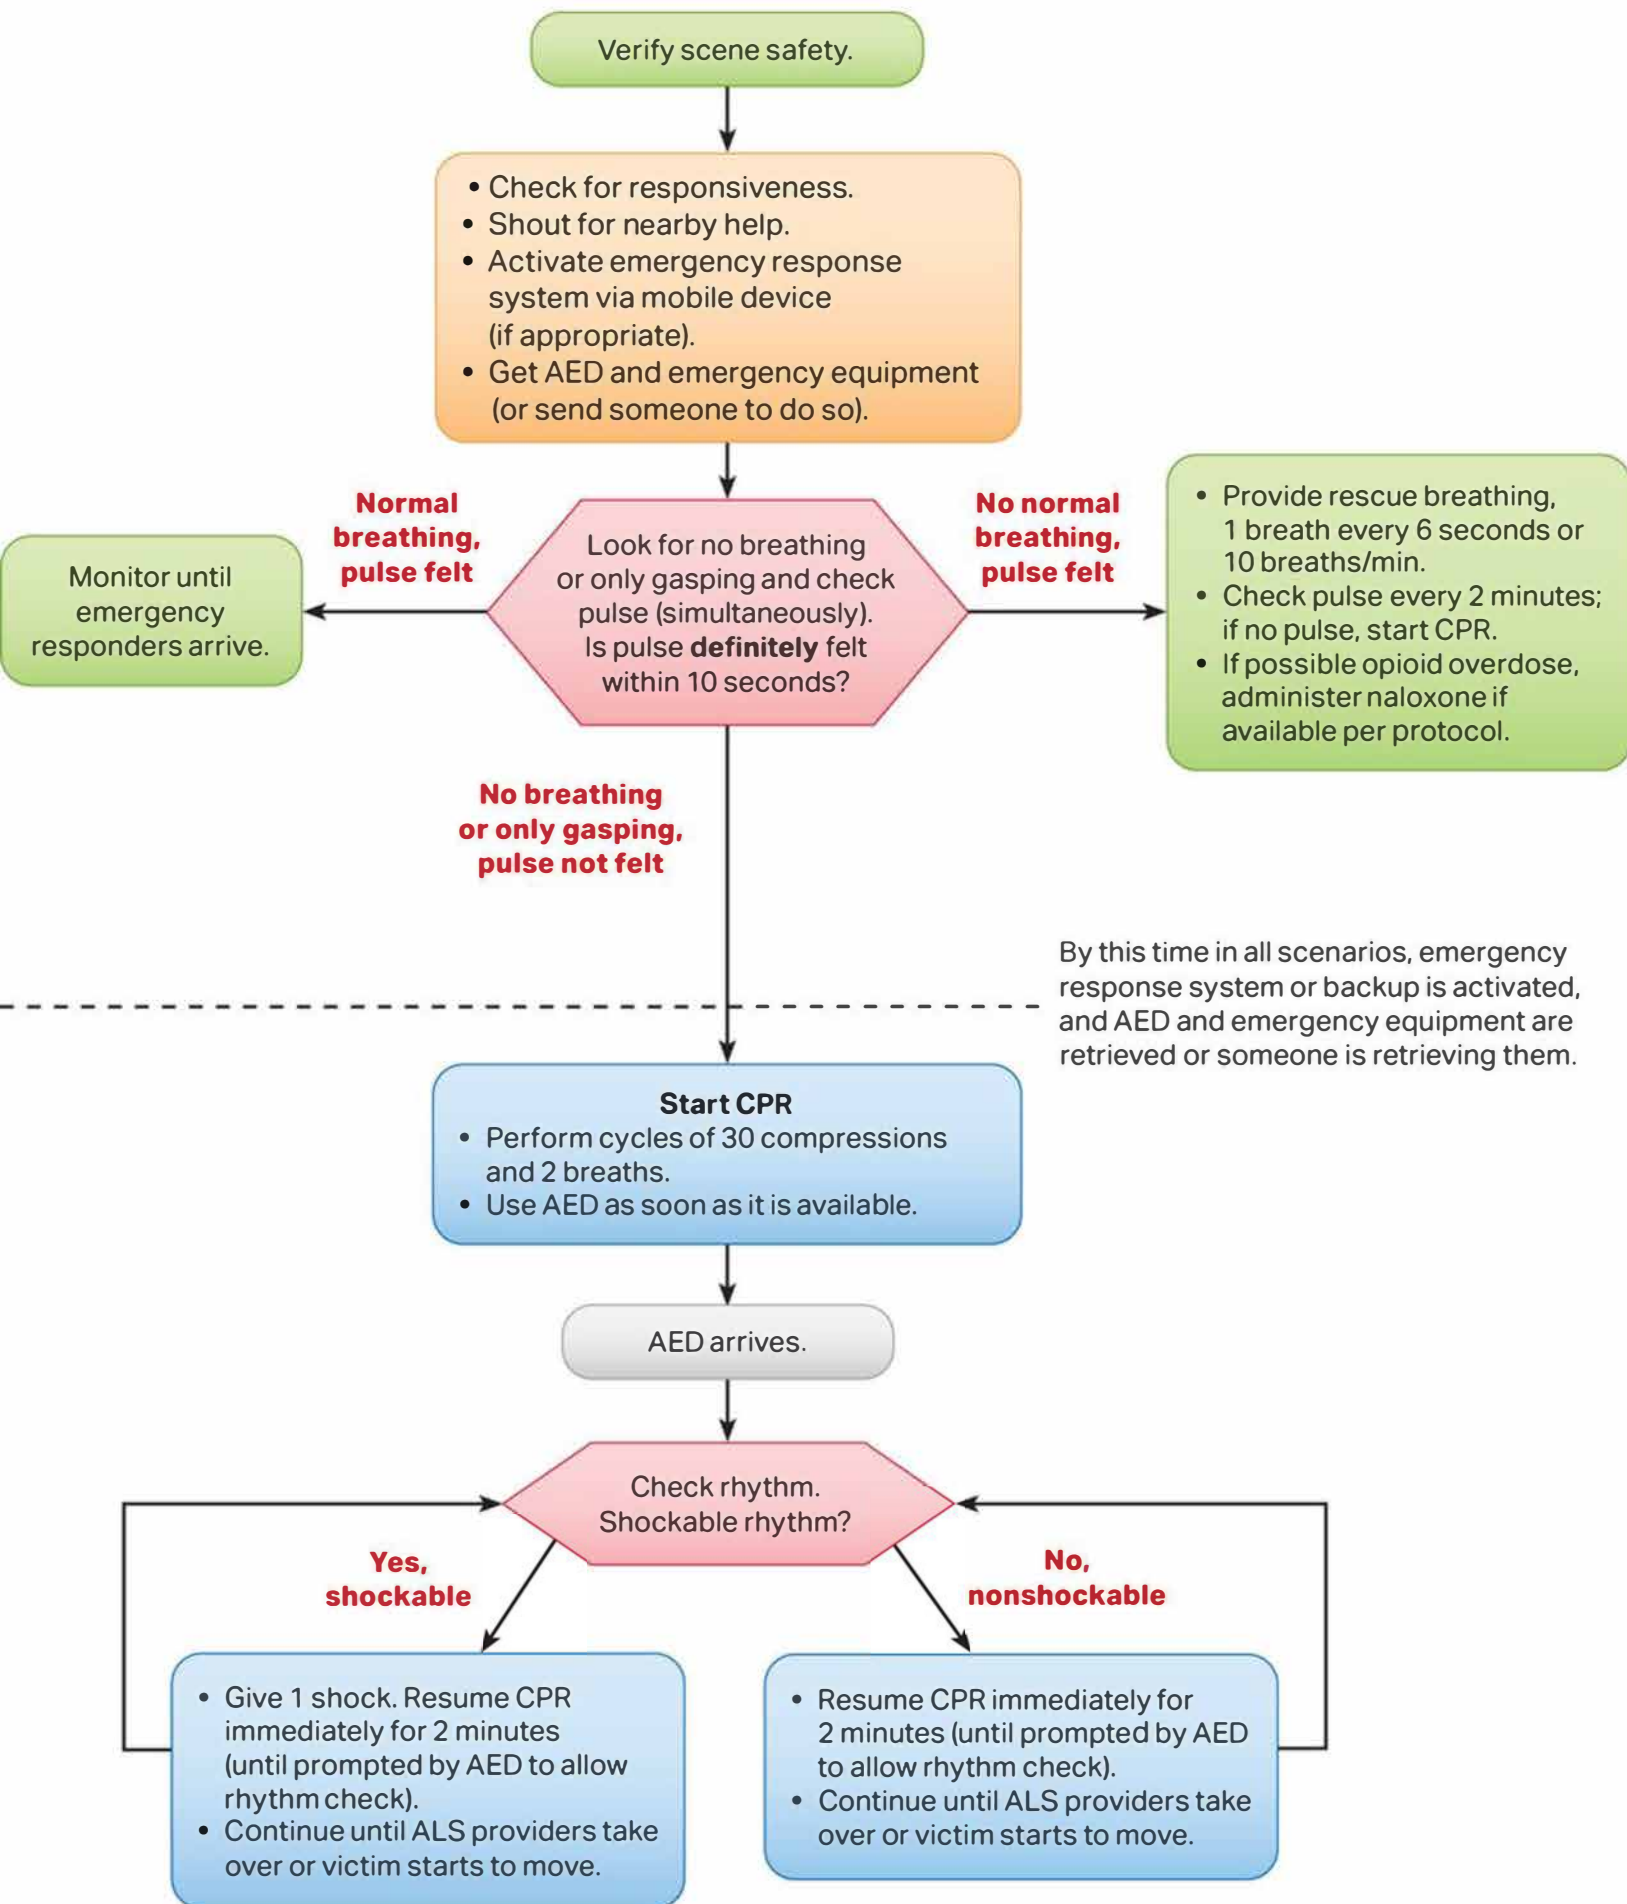 Verify scene safety.
• Check for responsiveness.
• Shout for nearby help.
• Activate emergency response
system via mobile device
(if appropriate).
• Get AED and emergency equipment
(or send someone to do so).
Normal
breathing,
pulse felt
Monitor until
emergency
responders arrive.
Look for no breathing
or only gasping and check
pulse (simultaneously).
Is pulse definitely felt
within 10 seconds?
No normal
breathing,
pulse felt
• Provide rescue breathing,
1 breath every 6 seconds or
10 breaths/min.
• Check pulse every 2 minutes;
if no pulse, start CPR.
• If possible opioid overdose,
administer naloxone if
available per protocol.
No breathing
or only gasping,
pulse not felt
By this time in all scenarios, emergency
response system or backup is activated,
and AED and emergency equipment are
retrieved or someone is retrieving them.
Start CPR
• Perform cycles of 30 compressions
and 2 breaths.
• Use AED as soon as it is available.
AED arrives.
Check rhythm.
Shockable rhythm?
Yes,
shockable
No,
nonshockable
• Give 1 shock. Resume CPR
immediately for 2 minutes
(until prompted by AED to allow
rhythm check).
• Continue until ALS providers take
over or victim starts to move.
• Resume CPR immediately for
2 minutes (until prompted by AED
to allow rhythm check).
• Continue until ALS providers take
over or victim starts to move.